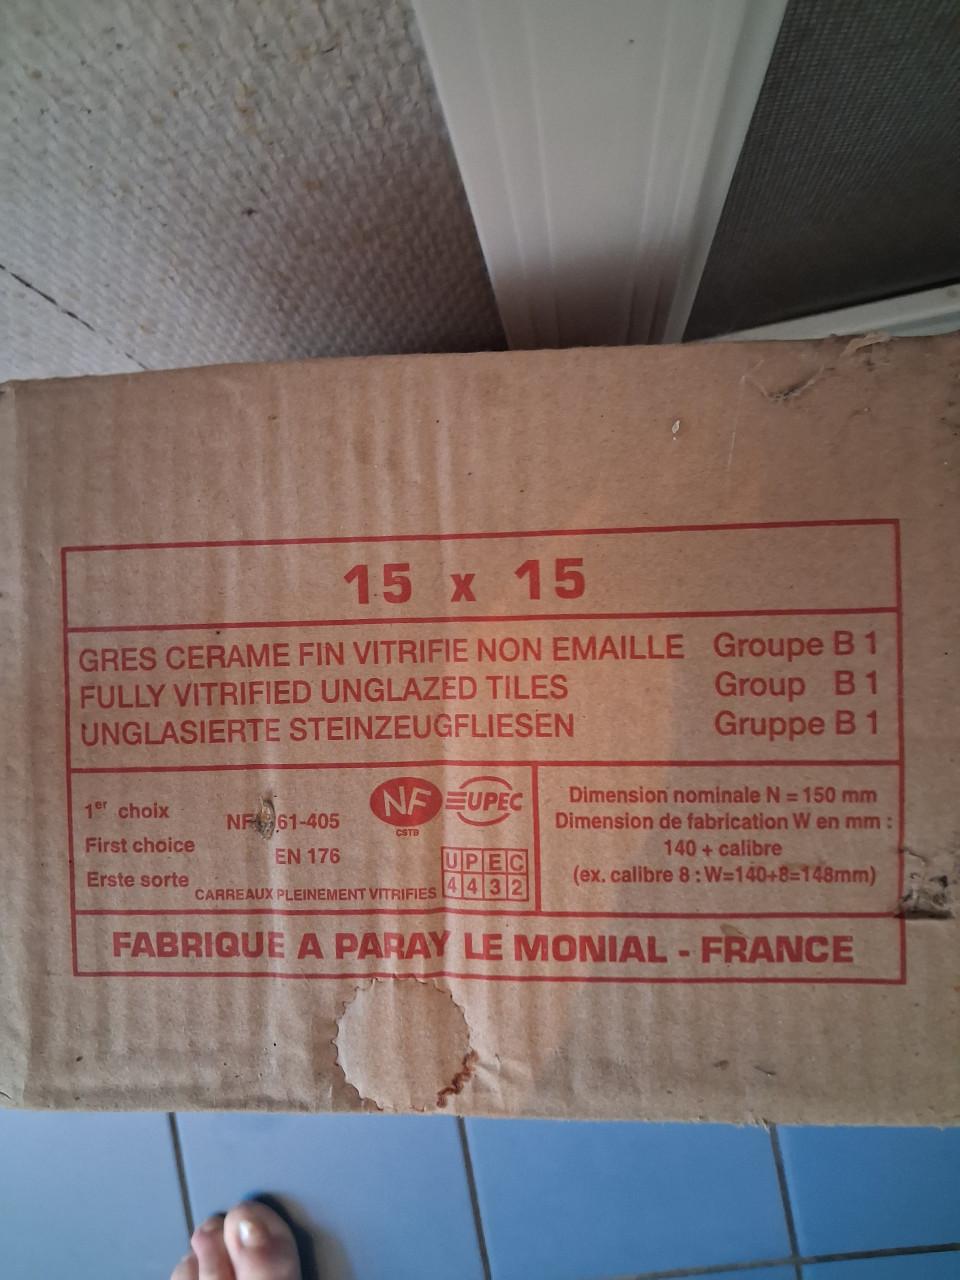 15 x 15
GRES CERAME FIN VITRIFIE NON EMAILLE Groupe B 1
FULLY VITRIFIED UNGLAZED TILES Group B 1
UNGLASIERTE STEINZEUGFLIESEN Gruppe B 1
1er choix
First choice
Erste sorte
NF 61-405
EN 176
CARREAUX PLEINEMENT VITRIFIES
NF
CSTB
UPEC
U P E C
4 4 3 2
Dimension nominale N = 150 mm
Dimension de fabrication W en mm :
140 + calibre
(ex. calibre 8 : W=140+8=148mm)
FABRIQUE A PARAY LE MONIAL - FRANCE